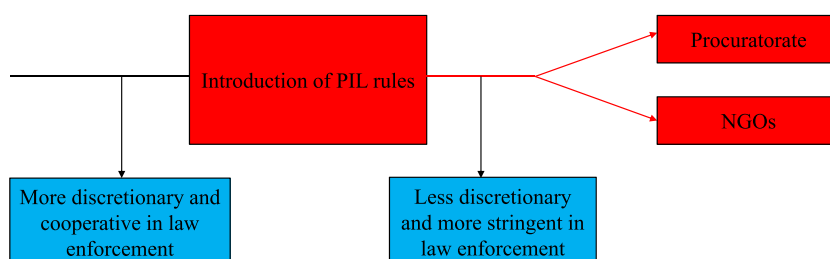 Introduction of PIL rules
Procuratorate
NGOs
More discretionary and
cooperative in law
enforcement
Less discretionary
and more stringent in
law enforcement